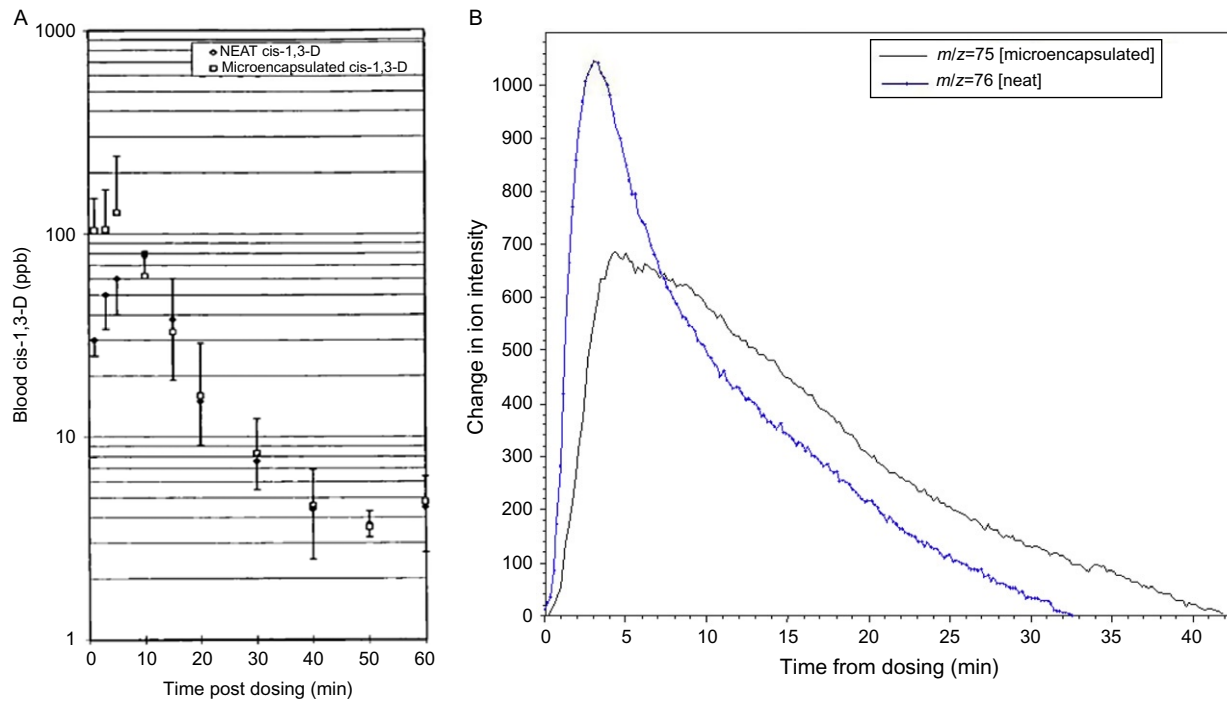 A
1000
100
10
1
Blood cis-1,3-D (ppb)
NEAT cis-1,3-D
Microencapsulated cis-1,3-D
0 10 20 30 40 50 60
Time post dosing (min)
B
1000
900
800
700
600
500
400
300
200
100
0
Change in ion intensity
m/z=75 [microencapsulated]
m/z=76 [neat]
0 5 10 15 20 25 30 35 40
Time from dosing (min)